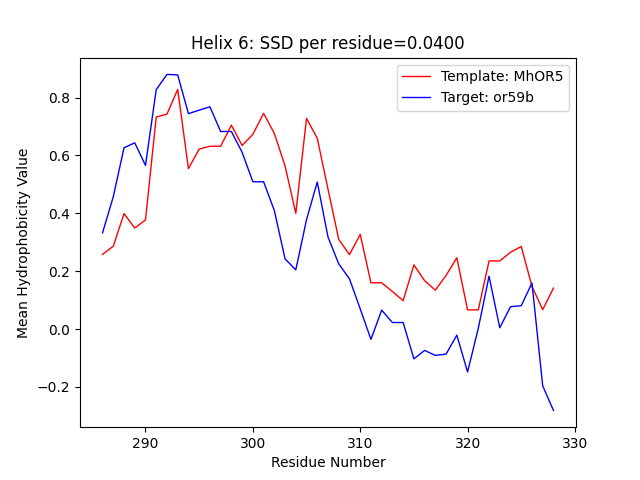 Helix 6: SSD per residue=0.0400
Template: MhOR5
Target: or59b
Mean Hydrophobicity Value
0.8
0.6
0.4
0.2
0.0
−0.2
290
300
310
320
330
Residue Number